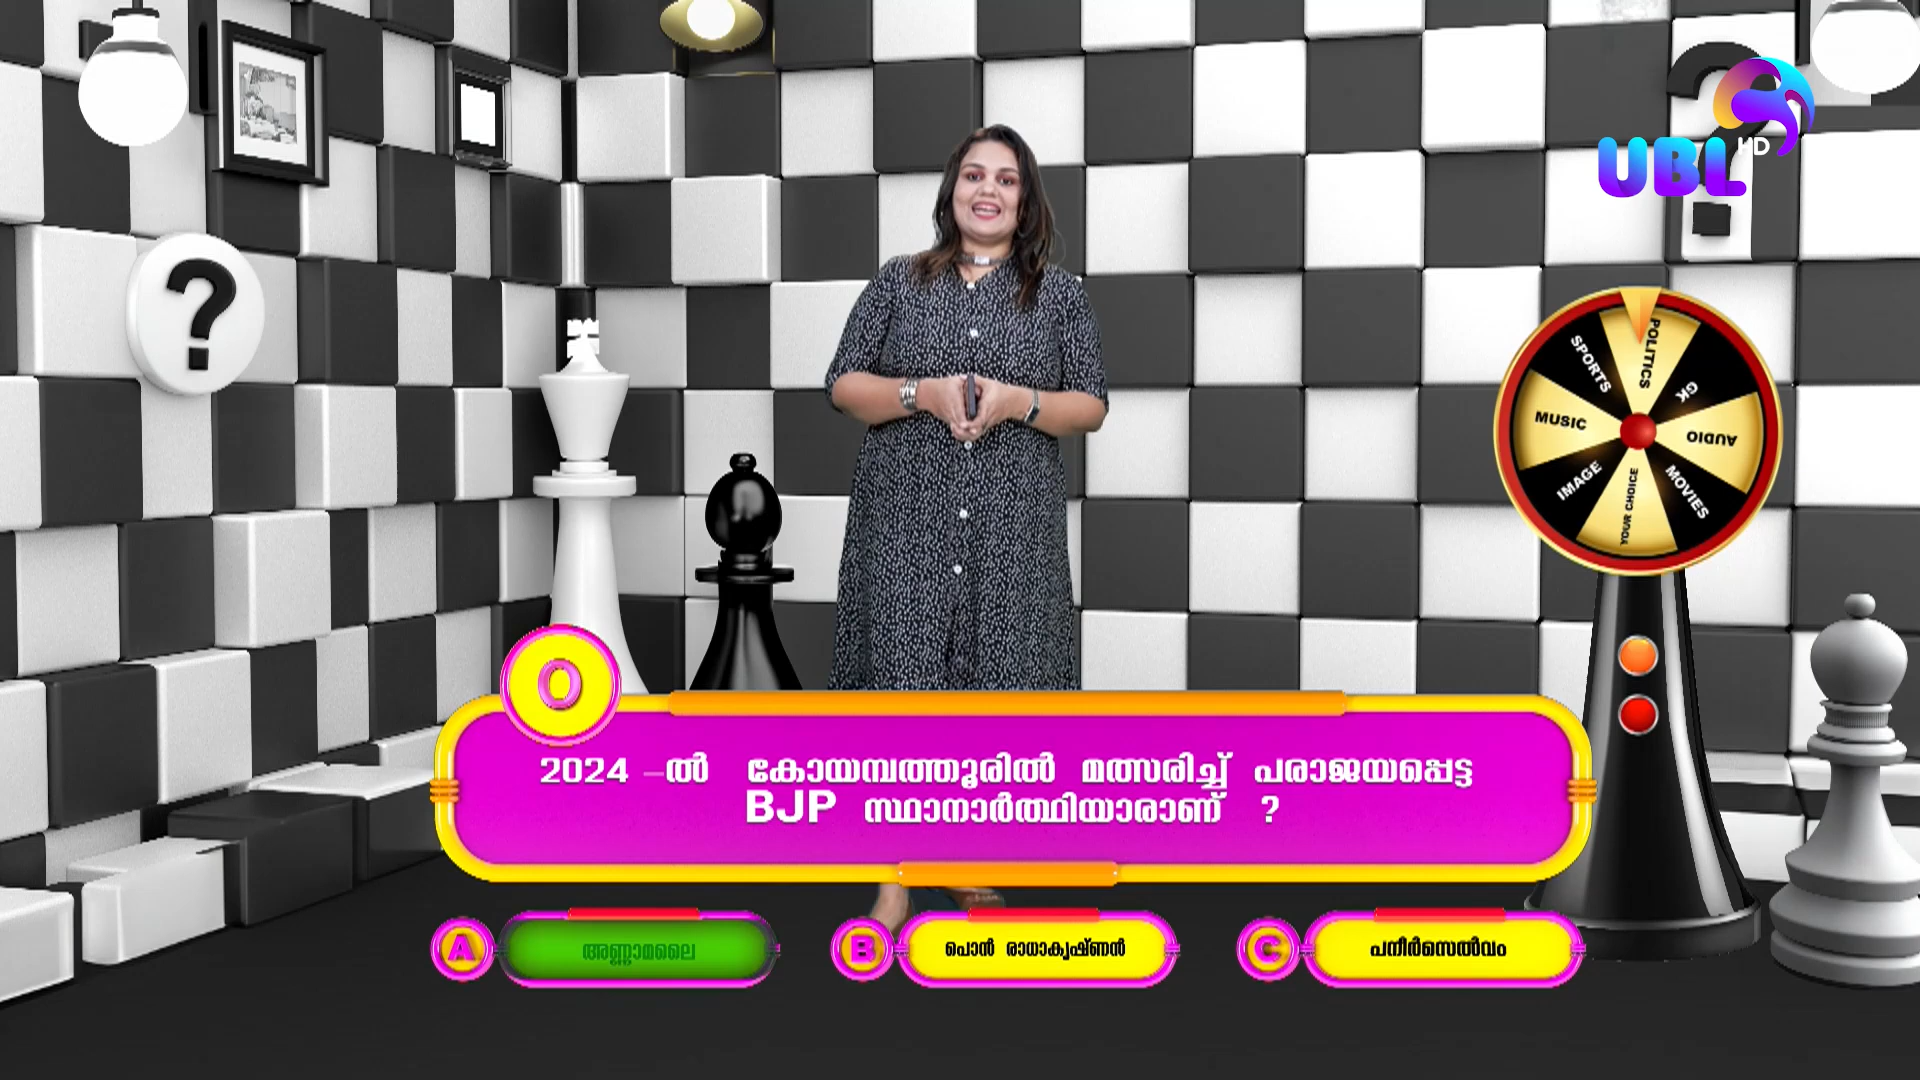 ?
UBL HD
POLITICS
GK
AUDIO
MOVIES
YOUR CHOICE
IMAGE
MUSIC
SPORTS
2024 -ൽ കോയമ്പത്തൂരിൽ മത്സരിച്ച് പരാജയപ്പെട്ട
BJP സ്ഥാനാർത്ഥിയാരാണ് ?
A അണ്ണാമലൈ
B പൊൻ രാധാകൃഷ്ണൻ
C പനീർസെൽവം